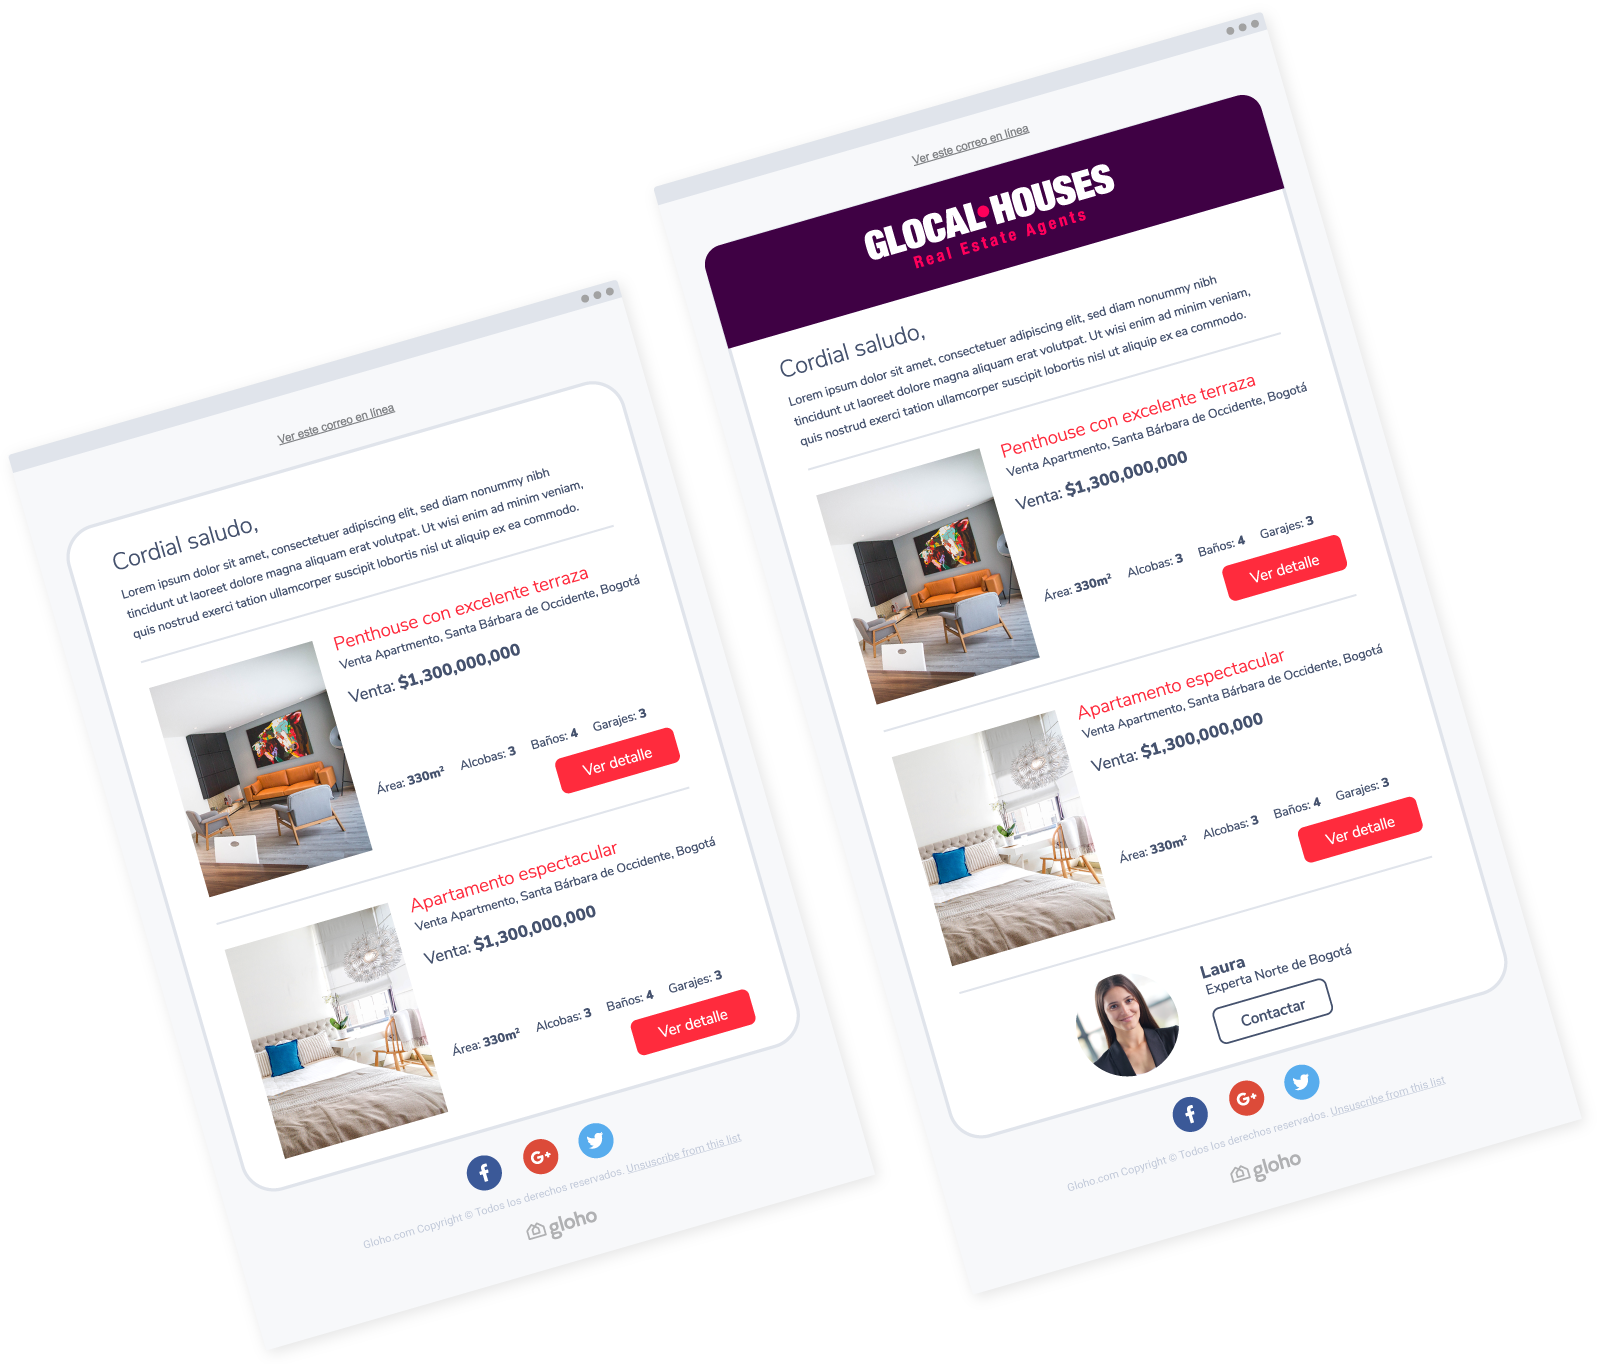 Ver este correo en línea
Cordial saludo,
Lorem ipsum dolor sit amet, consectetuer adipiscing elit, sed diam nonummy nibh
tincidunt ut laoreet dolore magna aliquam erat volutpat. Ut wisi enim ad minim veniam,
quis nostrud exerci tation ullamcorper suscipit lobortis nisl ut aliquip ex ea commodo.
Penthouse con excelente terraza
Venta Apartmento, Santa Bárbara de Occidente, Bogotá
Venta: $1,300,000,000
Área: 330m² Alcobas: 3 Baños: 4 Garajes: 3
Ver detalle
Apartamento espectacular
Venta Apartmento, Santa Bárbara de Occidente, Bogotá
Venta: $1,300,000,000
Área: 330m² Alcobas: 3 Baños: 4 Garajes: 3
Ver detalle
Gloho.com Copyright © Todos los derechos reservados. Unsuscribe from this list
gloho
Ver este correo en línea
GLOCAL•HOUSES
Real Estate Agents
Cordial saludo,
Lorem ipsum dolor sit amet, consectetuer adipiscing elit, sed diam nonummy nibh
tincidunt ut laoreet dolore magna aliquam erat volutpat. Ut wisi enim ad minim veniam,
quis nostrud exerci tation ullamcorper suscipit lobortis nisl ut aliquip ex ea commodo.
Penthouse con excelente terraza
Venta Apartmento, Santa Bárbara de Occidente, Bogotá
Venta: $1,300,000,000
Área: 330m² Alcobas: 3 Baños: 4 Garajes: 3
Ver detalle
Apartamento espectacular
Venta Apartmento, Santa Bárbara de Occidente, Bogotá
Venta: $1,300,000,000
Área: 330m² Alcobas: 3 Baños: 4 Garajes: 3
Ver detalle
Laura
Experta Norte de Bogotá
Contactar
Gloho.com Copyright © Todos los derechos reservados. Unsuscribe from this list
gloho